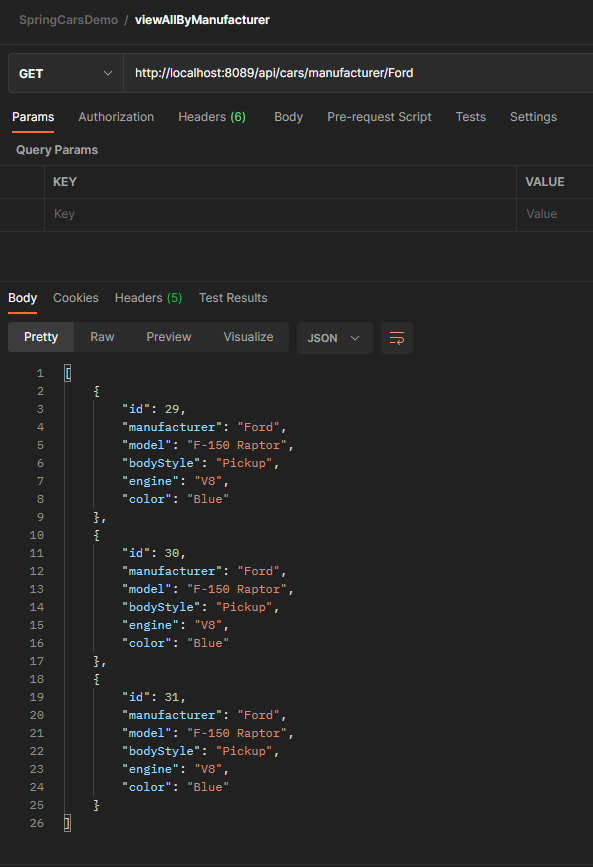 SpringCarsDemo / viewAllByManufacturer
GET http://localhost:8089/api/cars/manufacturer/Ford
Params Authorization Headers (6) Body Pre-request Script Tests Settings
Query Params
KEY VALUE
Key Value
Body Cookies Headers (5) Test Results
Pretty Raw Preview Visualize JSON
1 [
2 {
3 "id": 29,
4 "manufacturer": "Ford",
5 "model": "F-150 Raptor",
6 "bodyStyle": "Pickup",
7 "engine": "V8",
8 "color": "Blue"
9 },
10 {
11 "id": 30,
12 "manufacturer": "Ford",
13 "model": "F-150 Raptor",
14 "bodyStyle": "Pickup",
15 "engine": "V8",
16 "color": "Blue"
17 },
18 {
19 "id": 31,
20 "manufacturer": "Ford",
21 "model": "F-150 Raptor",
22 "bodyStyle": "Pickup",
23 "engine": "V8",
24 "color": "Blue"
25 }
26 ]